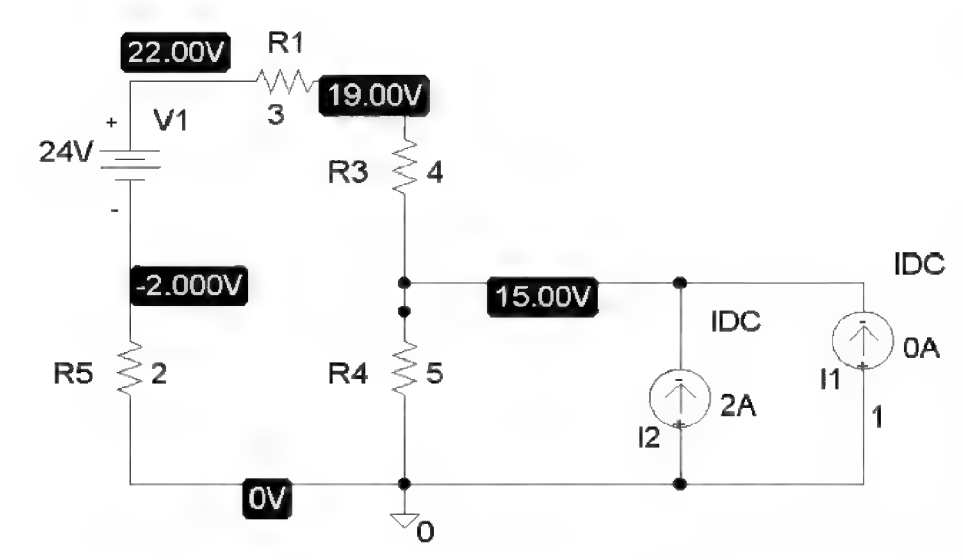 22.00V
R1
19.00V
3
+
V1
24V
R3
4
-
-2.000V
15.00V
IDC
IDC
R5
2
R4
5
-
0A
I1
+
-
2A
I2
+
1
0V
0